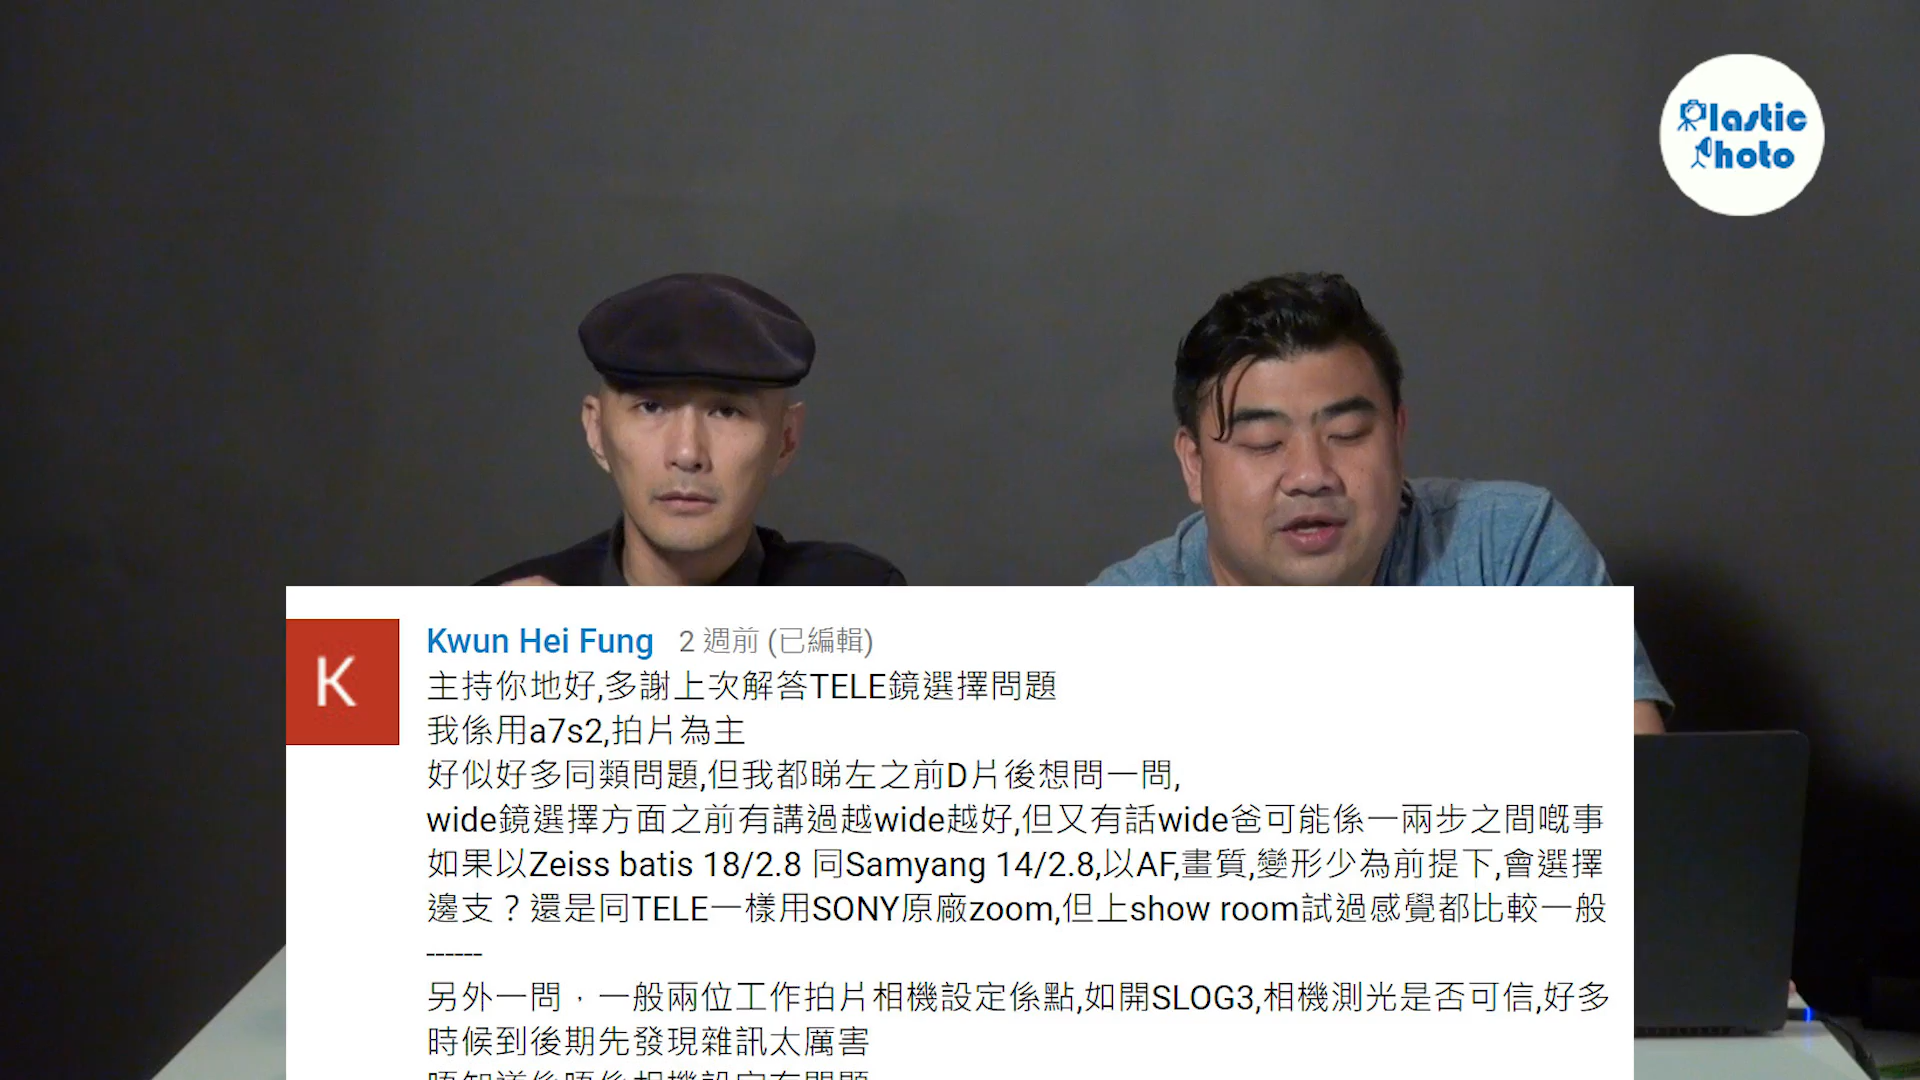 Plastic
Photo
K
Kwun Hei Fung 2 週前 (已編輯)
主持你地好,多謝上次解答TELE鏡選擇問題
我係用a7s2,拍片為主
好似好多同類問題,但我都睇左之前D片後想問一問,
wide鏡選擇方面之前有講過越wide越好,但又有話wide爸可能係一兩步之間嘅事
如果以Zeiss batis 18/2.8 同Samyang 14/2.8,以AF,畫質,變形少為前提下,會選擇
邊支？還是同TELE一樣用SONY原廠zoom,但上show room試過感覺都比較一般
------
另外一問，一般兩位工作拍片相機設定係點,如開SLOG3,相機測光是否可信,好多
時候到後期先發現雜訊太厲害